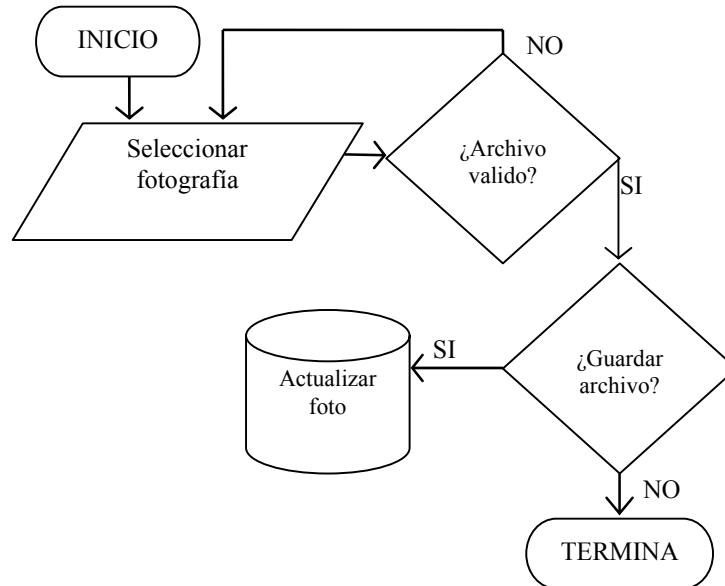 INICIO
NO
Seleccionar
fotografía
¿Archivo
valido?
SI
SI
Actualizar
foto
¿Guardar
archivo?
NO
TERMINA